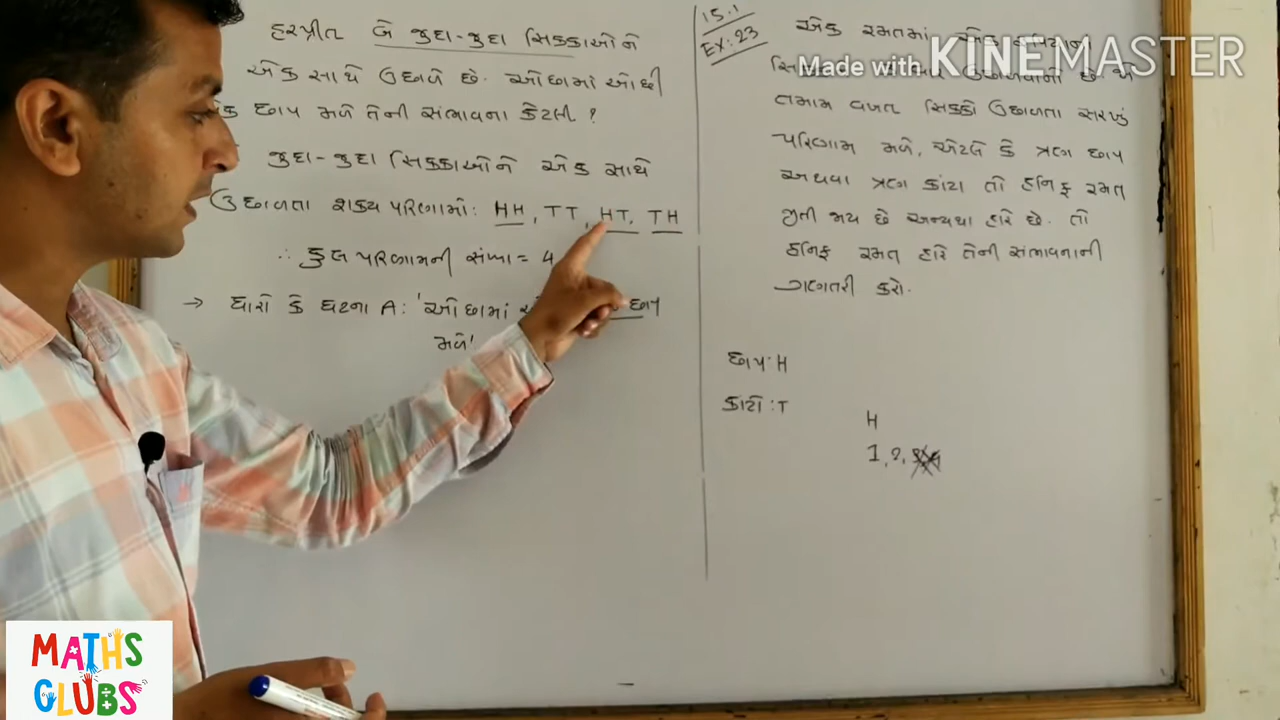 હરપ્રીત બે જુદા-જુદા સિક્કાઓને
એક સાથે ઉછાળે છે. ઓછામાં ઓછી
એક છાપ મળે તેની સંભાવના કેટલી ?
જુદા-જુદા સિક્કાઓને એક સાથે
ઉછાળતા શક્ય પરિણામો: HH, TT, HT, TH
∴ કુલ પરિણામની સંખ્યા = 4
→ ધારો કે ઘટના A: 'ઓછામાં છાપ
મળે'
15.1
EX:23
એક રમતમાં એક
Made with KINEMASTER
ઉછાળવામાં છે
તમામ વખત સિક્કો ઉછાળતા સરખું
પરિણામ મળે, એટલે કે ત્રણ છાપ
અથવા ત્રણ કાંટા તો હનિફ રમત
જીતી જાય છે અન્યથા હારે છે. તો
હનિફ રમત હારે તેની સંભાવનાની
ગણતરી કરો.
છાપ: H
કાટો: T
H
1, 2,
MATHS
CLUBS